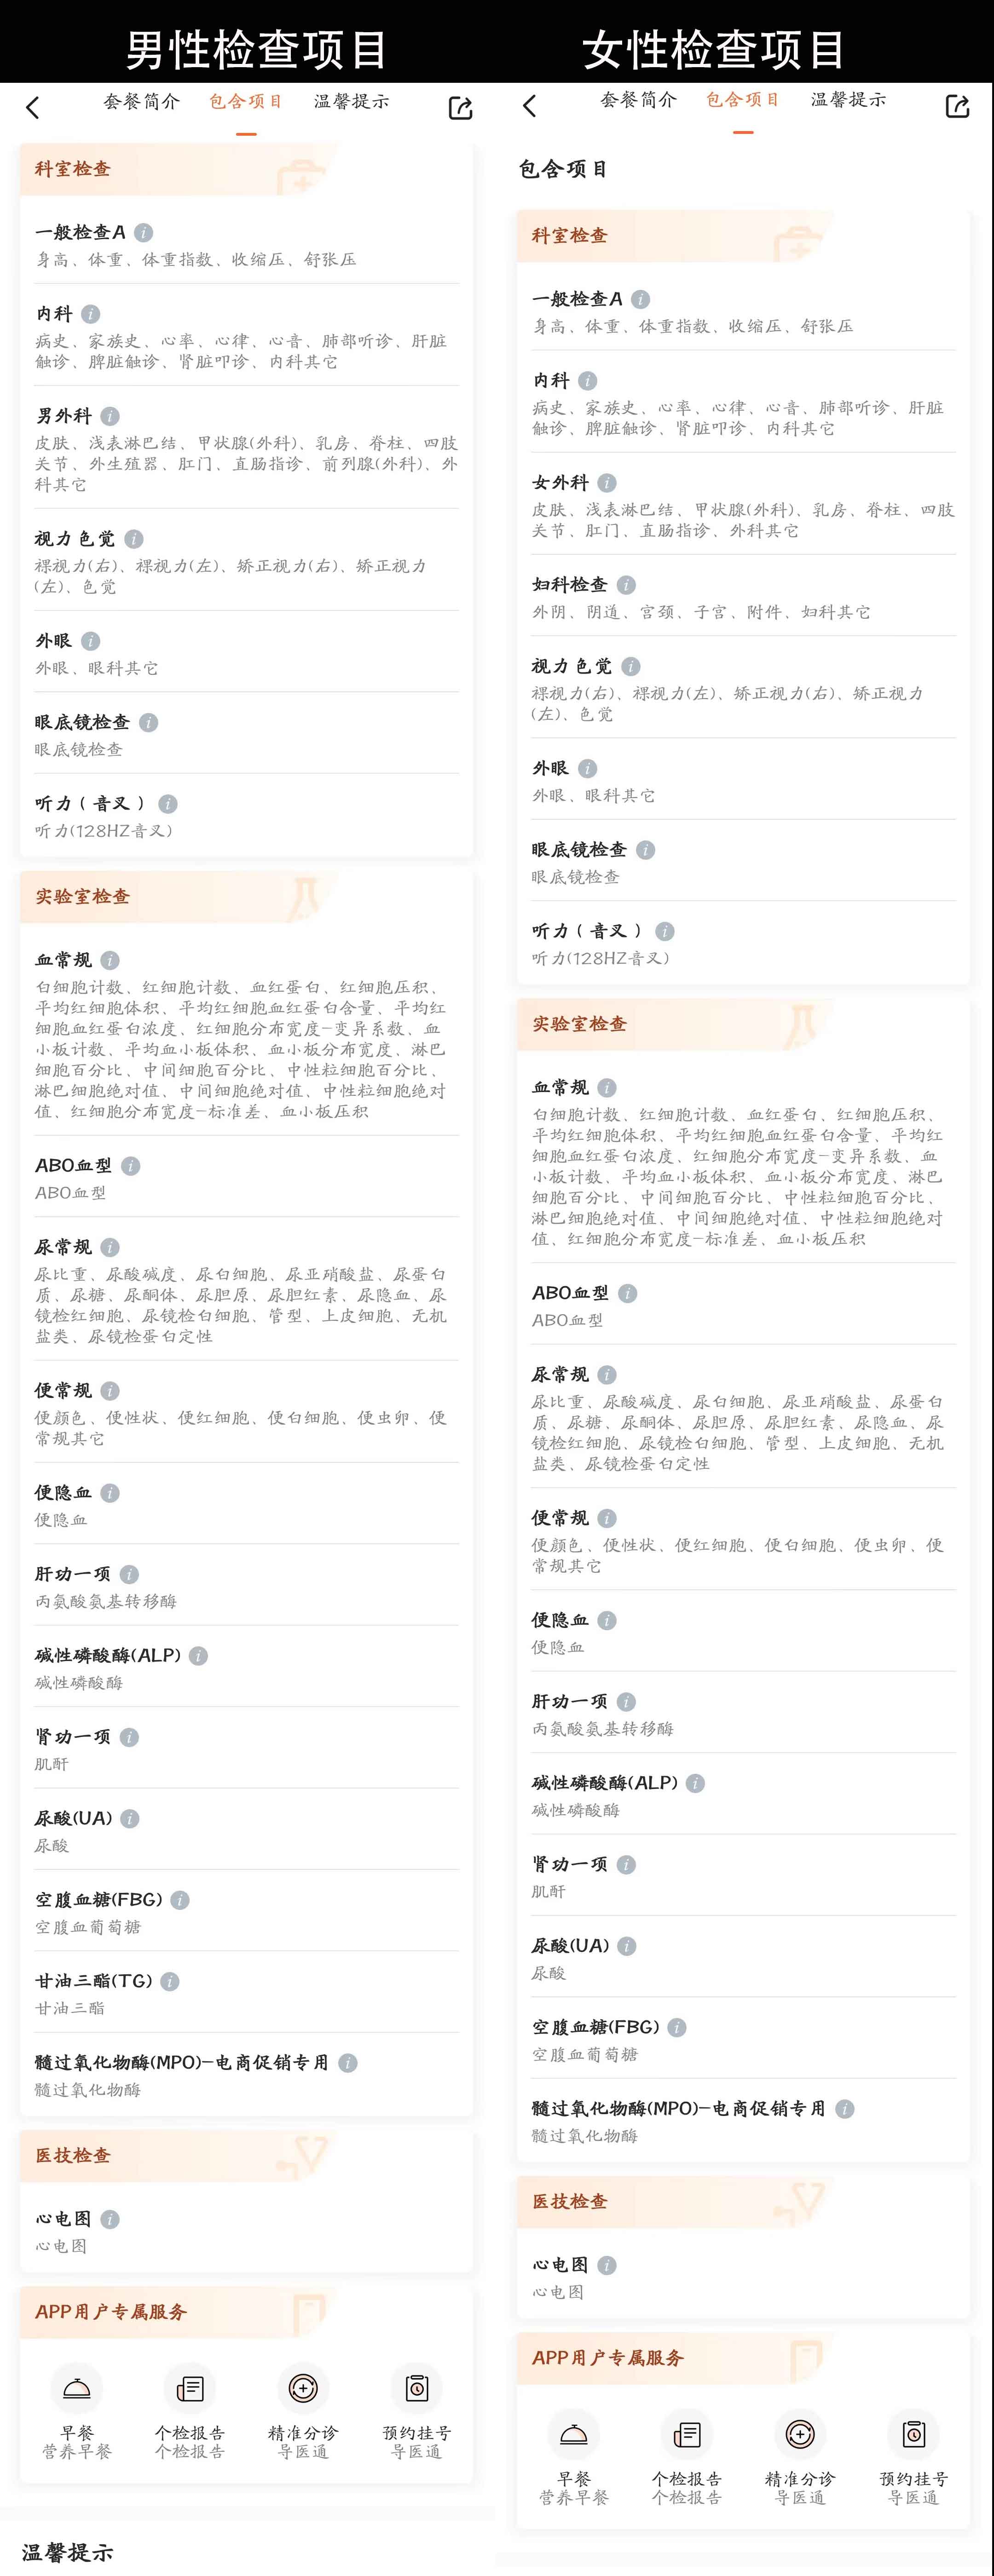 男性检查项目
套餐简介 包含项目 温馨提示
科室检查
一般检查A
身高、体重、体重指数、收缩压、舒张压
内科
病史、家族史、心率、心律、心音、肺部听诊、肝脏
触诊、脾脏触诊、肾脏叩诊、内科其它
男外科
皮肤、浅表淋巴结、甲状腺(外科)、乳房、脊柱、四肢
关节、外生殖器、肛门、直肠指诊、前列腺(外科)、外
科其它
视力色觉
裸视力(右)、裸视力(左)、矫正视力(右)、矫正视力
(左)、色觉
外眼
外眼、眼科其它
眼底镜检查
眼底镜检查
听力（音叉）
听力(128HZ音叉)
实验室检查
血常规
白细胞计数、红细胞计数、血红蛋白、红细胞压积、
平均红细胞体积、平均红细胞血红蛋白含量、平均红
细胞血红蛋白浓度、红细胞分布宽度-变异系数、血
小板计数、平均血小板体积、血小板分布宽度、淋巴
细胞百分比、中间细胞百分比、中性粒细胞百分比、
淋巴细胞绝对值、中间细胞绝对值、中性粒细胞绝对
值、红细胞分布宽度-标准差、血小板压积
ABO血型
ABO血型
尿常规
尿比重、尿酸碱度、尿白细胞、尿亚硝酸盐、尿蛋白
质、尿糖、尿酮体、尿胆原、尿胆红素、尿隐血、尿
镜检红细胞、尿镜检白细胞、管型、上皮细胞、无机
盐类、尿镜检蛋白定性
便常规
便颜色、便性状、便红细胞、便白细胞、便虫卵、便
常规其它
便隐血
便隐血
肝功一项
丙氨酸氨基转移酶
碱性磷酸酶(ALP)
碱性磷酸酶
肾功一项
肌酐
尿酸(UA)
尿酸
空腹血糖(FBG)
空腹血葡萄糖
甘油三酯(TG)
甘油三酯
髓过氧化物酶(MPO)-电商促销专用
髓过氧化物酶
医技检查
心电图
心电图
APP用户专属服务
早餐 个检报告 精准分诊 预约挂号
营养早餐 个检报告 导医通 导医通
温馨提示
女性检查项目
套餐简介 包含项目 温馨提示
包含项目
科室检查
一般检查A
身高、体重、体重指数、收缩压、舒张压
内科
病史、家族史、心率、心律、心音、肺部听诊、肝脏
触诊、脾脏触诊、肾脏叩诊、内科其它
女外科
皮肤、浅表淋巴结、甲状腺(外科)、乳房、脊柱、四肢
关节、肛门、直肠指诊、外科其它
妇科检查
外阴、阴道、宫颈、子宫、附件、妇科其它
视力色觉
裸视力(右)、裸视力(左)、矫正视力(右)、矫正视力
(左)、色觉
外眼
外眼、眼科其它
眼底镜检查
眼底镜检查
听力（音叉）
听力(128HZ音叉)
实验室检查
血常规
白细胞计数、红细胞计数、血红蛋白、红细胞压积、
平均红细胞体积、平均红细胞血红蛋白含量、平均红
细胞血红蛋白浓度、红细胞分布宽度-变异系数、血
小板计数、平均血小板体积、血小板分布宽度、淋巴
细胞百分比、中间细胞百分比、中性粒细胞百分比、
淋巴细胞绝对值、中间细胞绝对值、中性粒细胞绝对
值、红细胞分布宽度-标准差、血小板压积
ABO血型
ABO血型
尿常规
尿比重、尿酸碱度、尿白细胞、尿亚硝酸盐、尿蛋白
质、尿糖、尿酮体、尿胆原、尿胆红素、尿隐血、尿
镜检红细胞、尿镜检白细胞、管型、上皮细胞、无机
盐类、尿镜检蛋白定性
便常规
便颜色、便性状、便红细胞、便白细胞、便虫卵、便
常规其它
便隐血
便隐血
肝功一项
丙氨酸氨基转移酶
碱性磷酸酶(ALP)
碱性磷酸酶
肾功一项
肌酐
尿酸(UA)
尿酸
空腹血糖(FBG)
空腹血葡萄糖
髓过氧化物酶(MPO)-电商促销专用
髓过氧化物酶
医技检查
心电图
心电图
APP用户专属服务
早餐 个检报告 精准分诊 预约挂号
营养早餐 个检报告 导医通 导医通